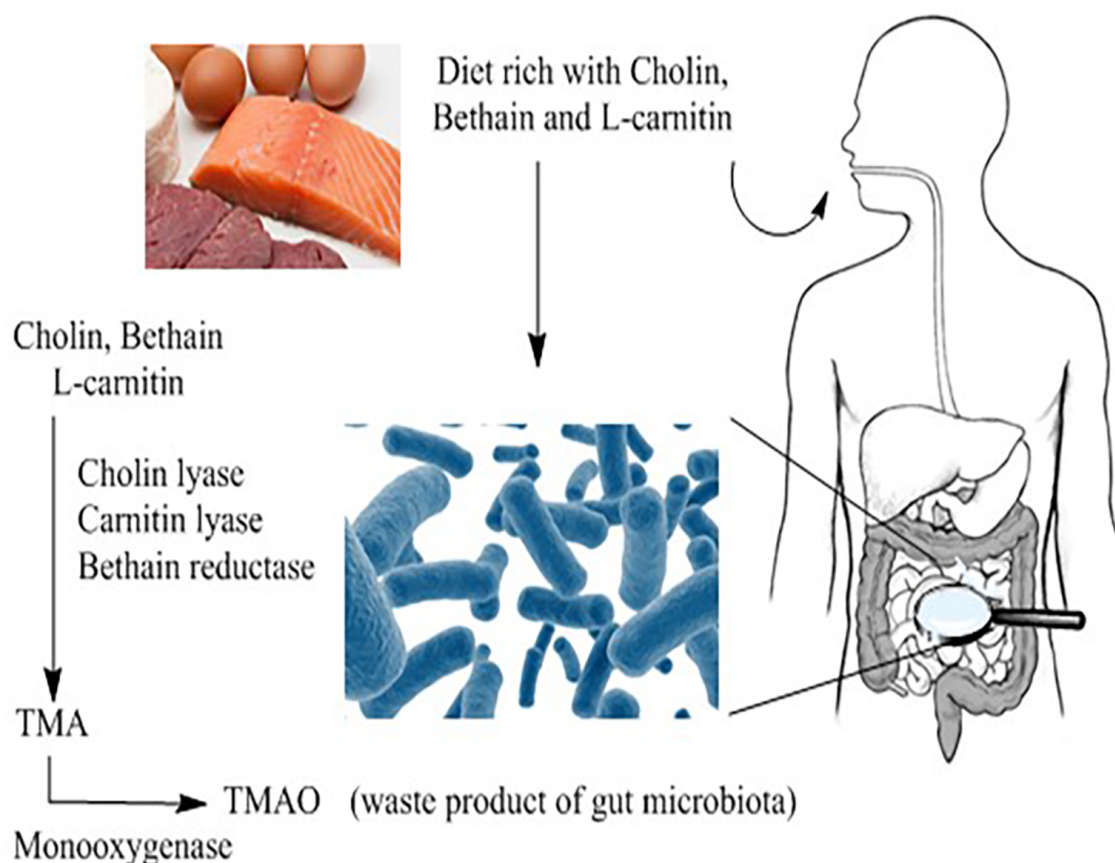 Diet rich with Cholin,
Bethain and L-carnitin
Cholin, Bethain
L-carnitin
Cholin lyase
Carnitin lyase
Bethain reductase
TMA
TMAO (waste product of gut microbiota)
Monooxygenase